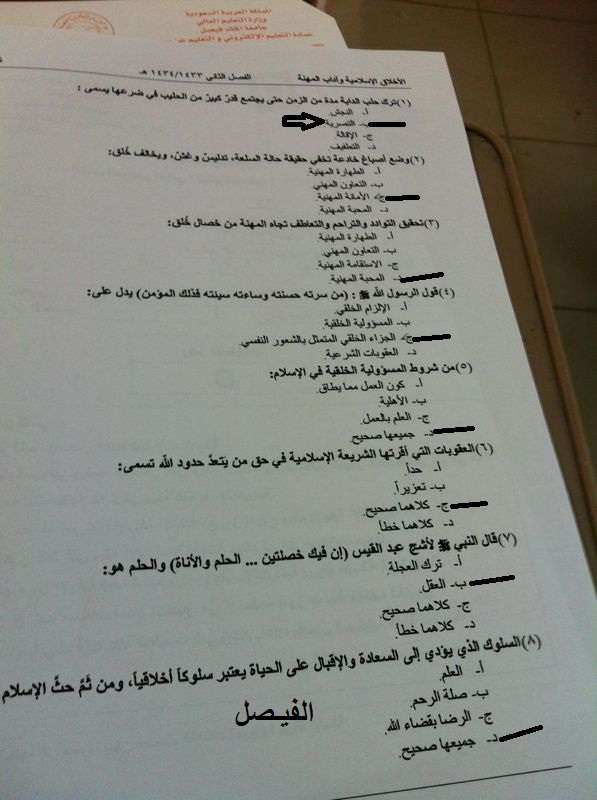 المملكة العربية السعودية
وزارة التعليم العالي
جامعة الملك فيصل
عمادة التعليم الإلكتروني و التعليم عن
الأخلاق الإسلامية وآداب المهنة
الفصل الثاني ١٤٣٤/١٤٣٣ هـ
(١)ترك حلب الدابة مدة من الزمن حتى يجتمع قدرٌ كبيرٌ من الحليب في ضرعها يسمى :
أ- النجش.
ب- التصرية
ج- الإقالة
د- التطفيف.
(٢)وضع أصباغ خادعة تخفي حقيقة حالة السلعة، تدليس وغش، ويخالف خُلق:
أ- الطهارة المهنية.
ب- التعاون المهني.
ج- الأمانة المهنية.
د- المحبة المهنية.
(٣)تحقيق التوادد والتراحم والتعاطف تجاه المهنة من خصال خُلق:
أ- الطهارة المهنية.
ب- التعاون المهني.
ج- الاستقامة المهنية.
د- المحبة المهنية.
(٤)قول الرسول الله ﷺ : (من سرته حسنته وساءته سيئته فذلك المؤمن) يدل على:
أ- الإلزام الخلقي.
ب- المسؤولية الخلقية.
ج- الجزاء الخلقي المتمثل بالشعور النفسي.
د- العقوبات الشرعية.
(٥)من شروط المسؤولية الخلقية في الإسلام:
أ- كون العمل مما يطاق.
ب- الأهلية.
ج- العلم بالعمل.
د- جميعها صحيح.
(٦)العقوبات التي أقرتها الشريعة الإسلامية في حق من يَتعدَّ حدود الله تسمى:
أ- حداً.
ب- تعزيراً.
ج- كلاهما صحيح.
د- كلاهما خطأ.
(٧)قال النبي ﷺ لأشج عبد القيس (إن فيك خصلتين ... الحلم والأناة) والحلم هو:
أ- ترك العجلة.
ب- العقل.
ج- كلاهما صحيح.
د- كلاهما خطأ.
(٨)السلوك الذي يؤدي إلى السعادة والإقبال على الحياة يعتبر سلوكاً أخلاقياً، ومن ثَمَّ حثَّ الإسلام
أ- العلم.
ب- صلة الرحم.
ج- الرضا بقضاء الله.
د- جميعها صحيح.
الفيصل